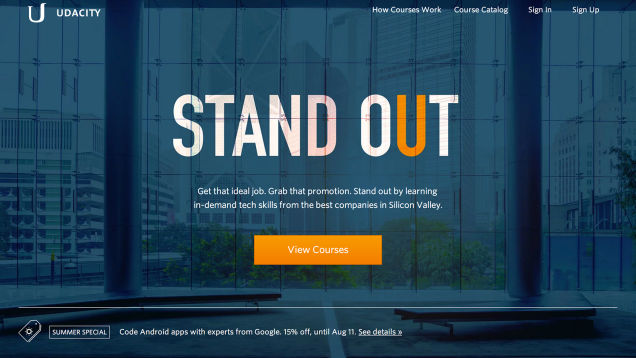 UDACITY
How Courses Work
Course Catalog
Sign In
Sign Up
STAND OUT
Get that ideal job. Grab that promotion. Stand out by learning
in-demand tech skills from the best companies in Silicon Valley.
View Courses
SUMMER SPECIAL
Code Android apps with experts from Google. 15% off, until Aug 11. See details »